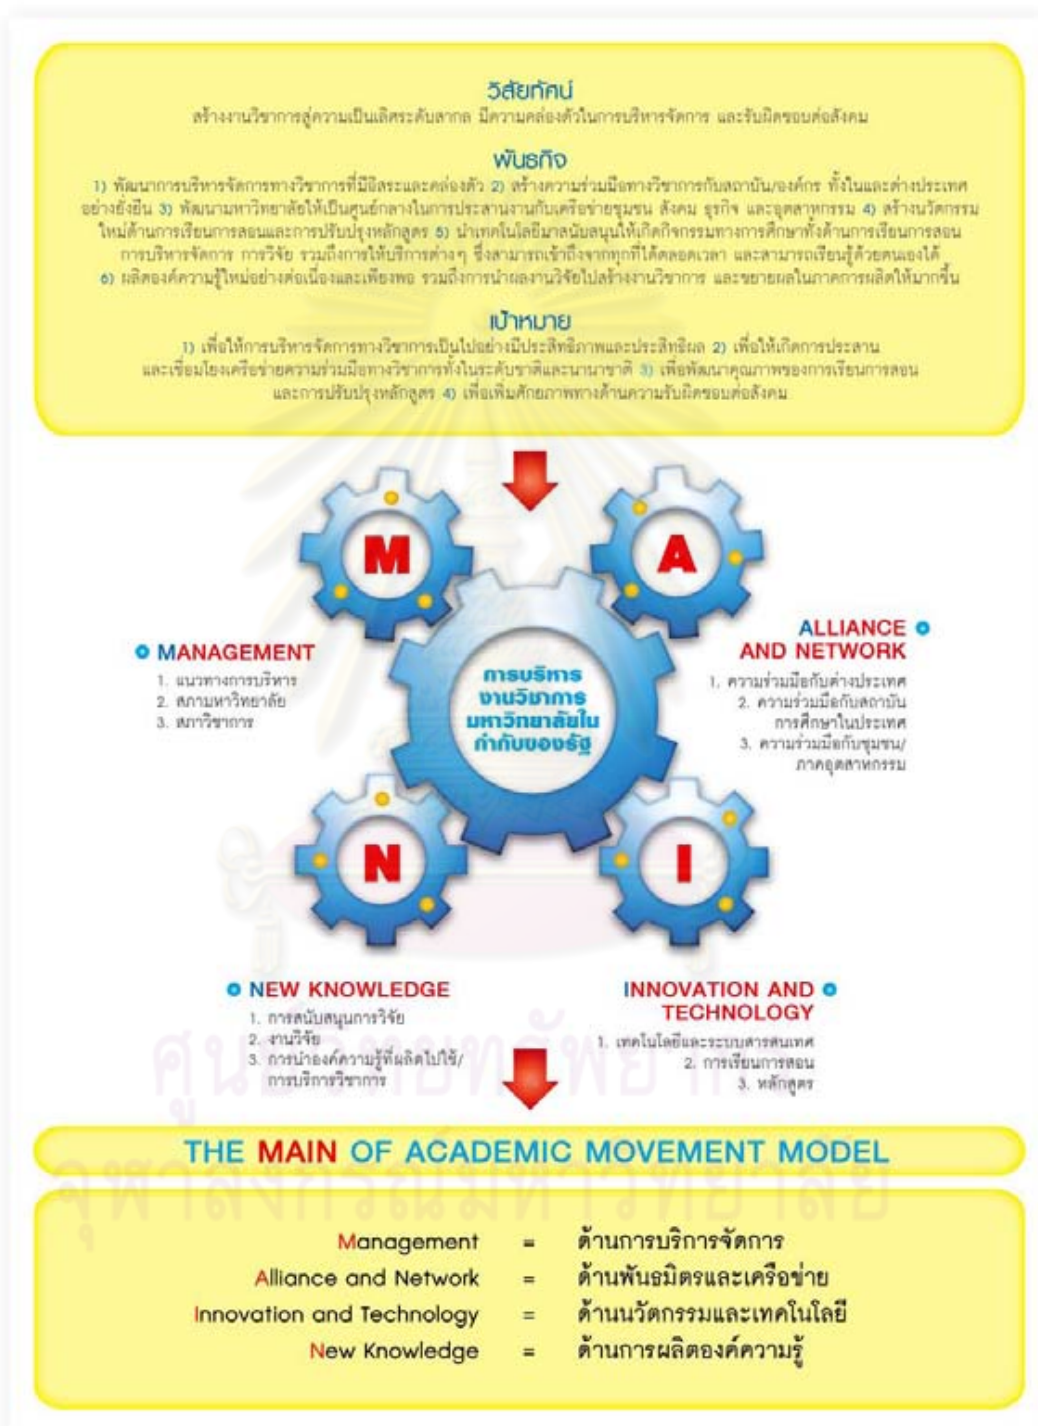 วิสัยทัศน์
สร้างงานวิชาการสู่ความเป็นเลิศระดับสากล มีความคล่องตัวในการบริหารจัดการ และรับผิดชอบต่อสังคม
พันธกิจ
1) พัฒนาการบริหารจัดการทางวิชาการที่มีอิสระและคล่องตัว 2) สร้างความร่วมมือทางวิชาการกับสถาบัน/องค์กร ทั้งในและต่างประเทศ
อย่างยั่งยืน 3) พัฒนามหาวิทยาลัยให้เป็นศูนย์กลางในการประสานงานกับเครือข่ายชุมชน สังคม ธุรกิจ และอุตสาหกรรม 4) สร้างนวัตกรรม
ใหม่ด้านการเรียนการสอนและการปรับปรุงหลักสูตร 5) นำเทคโนโลยีมาสนับสนุนให้เกิดกิจกรรมทางการศึกษาทั้งด้านการเรียนการสอน
การบริหารจัดการ การวิจัย รวมถึงการให้บริการต่างๆ ซึ่งสามารถเข้าถึงจากทุกที่ได้ตลอดเวลา และสามารถเรียนรู้ด้วยตนเองได้
6) ผลิตองค์ความรู้ใหม่อย่างต่อเนื่องและเพียงพอ รวมถึงการนำผลงานวิจัยไปสร้างงานวิชาการ และขยายผลในภาคการผลิตให้มากขึ้น
เป้าหมาย
1) เพื่อให้การบริหารจัดการทางวิชาการเป็นไปอย่างมีประสิทธิภาพและประสิทธิผล 2) เพื่อให้เกิดการประสาน
และเชื่อมโยงเครือข่ายความร่วมมือทางวิชาการทั้งในระดับชาติและนานาชาติ 3) เพื่อพัฒนาคุณภาพของการเรียนการสอน
และการปรับปรุงหลักสูตร 4) เพื่อเพิ่มศักยภาพทางด้านความรับผิดชอบต่อสังคม
M
A
MANAGEMENT
1. แนวทางการบริหาร
2. สภามหาวิทยาลัย
3. สภาวิชาการ
การบริหาร
งานวิชาการ
มหาวิทยาลัยใน
กำกับของรัฐ
ALLIANCE
AND NETWORK
1. ความร่วมมือกับต่างประเทศ
2. ความร่วมมือกับสถาบัน
การศึกษาในประเทศ
3. ความร่วมมือกับชุมชน/
ภาคอุตสาหกรรม
N
I
NEW KNOWLEDGE
1. การสนับสนุนการวิจัย
2. งานวิจัย
3. การนำองค์ความรู้ที่ผลิตไปใช้/
การบริการวิชาการ
INNOVATION AND
TECHNOLOGY
1. เทคโนโลยีและระบบสารสนเทศ
2. การเรียนการสอน
3. หลักสูตร
ศูนย์วิทยทรัพยากร
THE MAIN OF ACADEMIC MOVEMENT MODEL
จุฬาลงกรณ์มหาวิทยาลัย
Management = ด้านการบริการจัดการ
Alliance and Network = ด้านพันธมิตรและเครือข่าย
Innovation and Technology = ด้านนวัตกรรมและเทคโนโลยี
New Knowledge = ด้านการผลิตองค์ความรู้